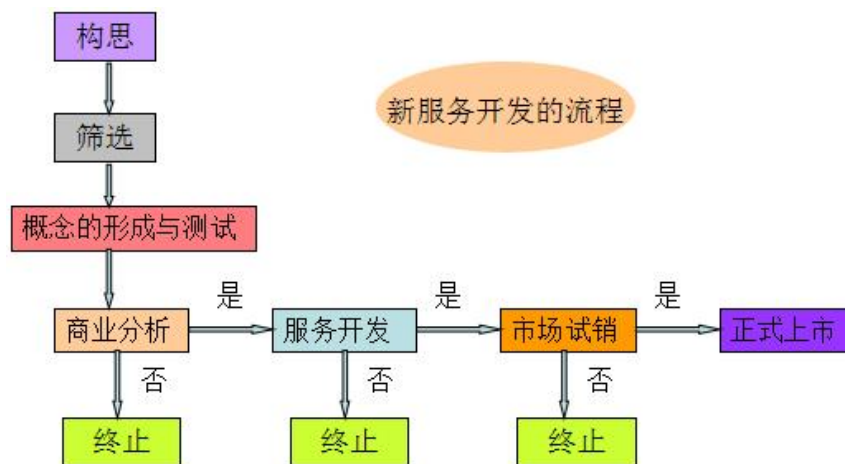 构思
新服务开发的流程
筛选
概念的形成与测试
商业分析
是
服务开发
是
市场试销
是
正式上市
否
否
否
终止
终止
终止